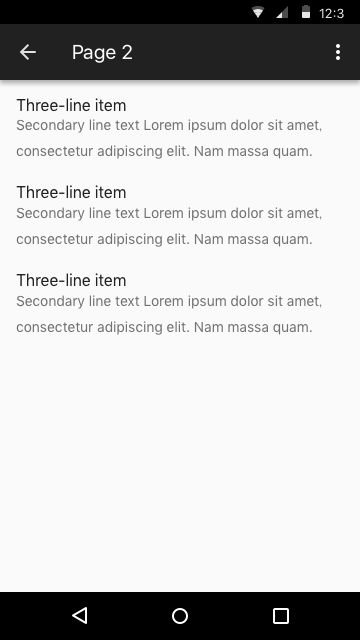 12:3
Page 2
Three-line item
Secondary line text Lorem ipsum dolor sit amet,
consectetur adipiscing elit. Nam massa quam.
Three-line item
Secondary line text Lorem ipsum dolor sit amet,
consectetur adipiscing elit. Nam massa quam.
Three-line item
Secondary line text Lorem ipsum dolor sit amet,
consectetur adipiscing elit. Nam massa quam.